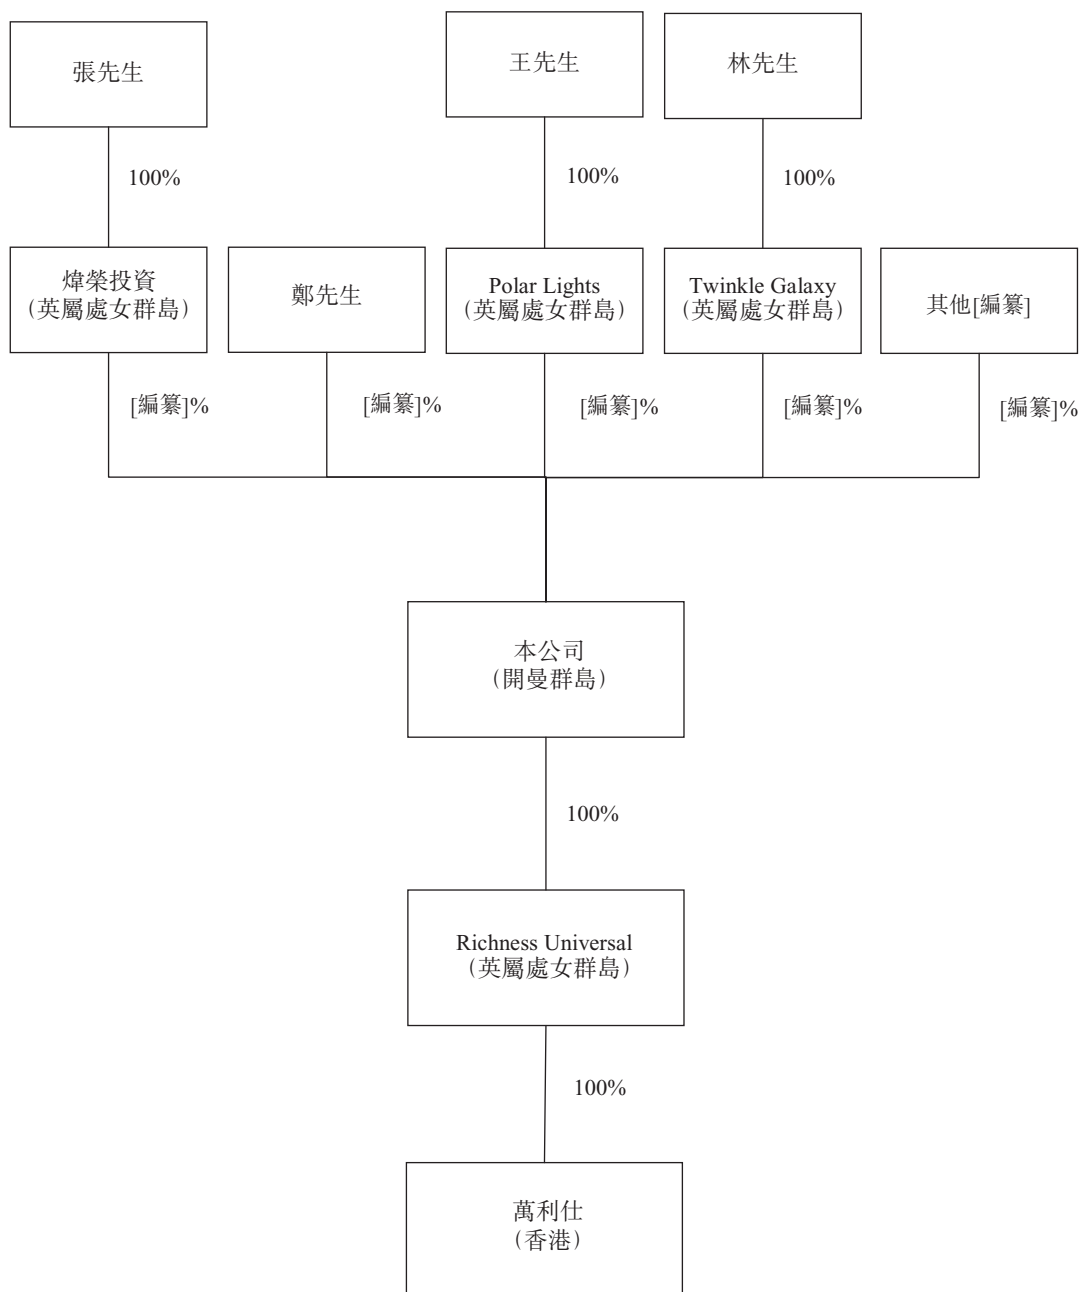 張先生
王先生
林先生
100%
100%
100%
煒榮投資
(英屬處女群島)
鄭先生
Polar Lights
(英屬處女群島)
Twinkle Galaxy
(英屬處女群島)
其他[編纂]
[編纂]%
[編纂]%
[編纂]%
[編纂]%
[編纂]%
本公司
(開曼群島)
100%
Richness Universal
(英屬處女群島)
100%
萬利仕
(香港)